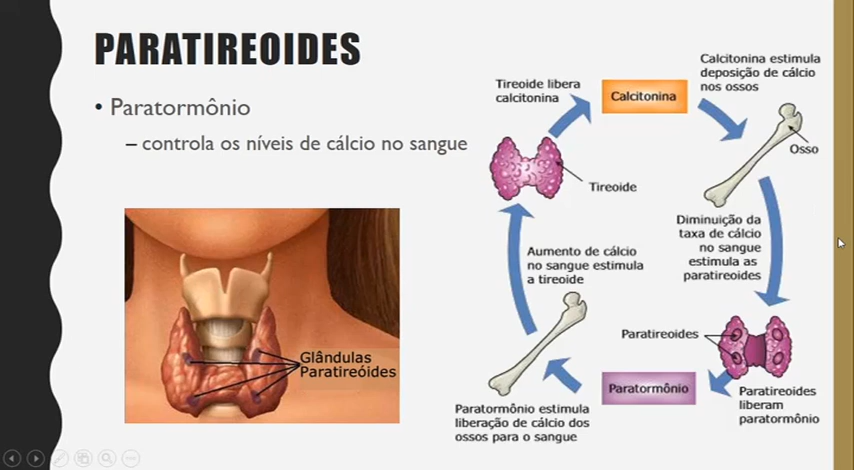 PARATIREOIDES
• Paratormônio
– controla os níveis de cálcio no sangue
Glândulas
Paratireóides
Tireoide libera
calcitonina
Calcitonina
Calcitonina estimula
deposição de cálcio
nos ossos
Osso
Tireoide
Diminuição da
taxa de cálcio
no sangue
estimula as
paratireoides
Aumento de cálcio
no sangue estimula
a tireoide
Paratireoides
Paratireoides
liberam
paratormônio
Paratormônio
Paratormônio estimula
liberação de cálcio dos
ossos para o sangue